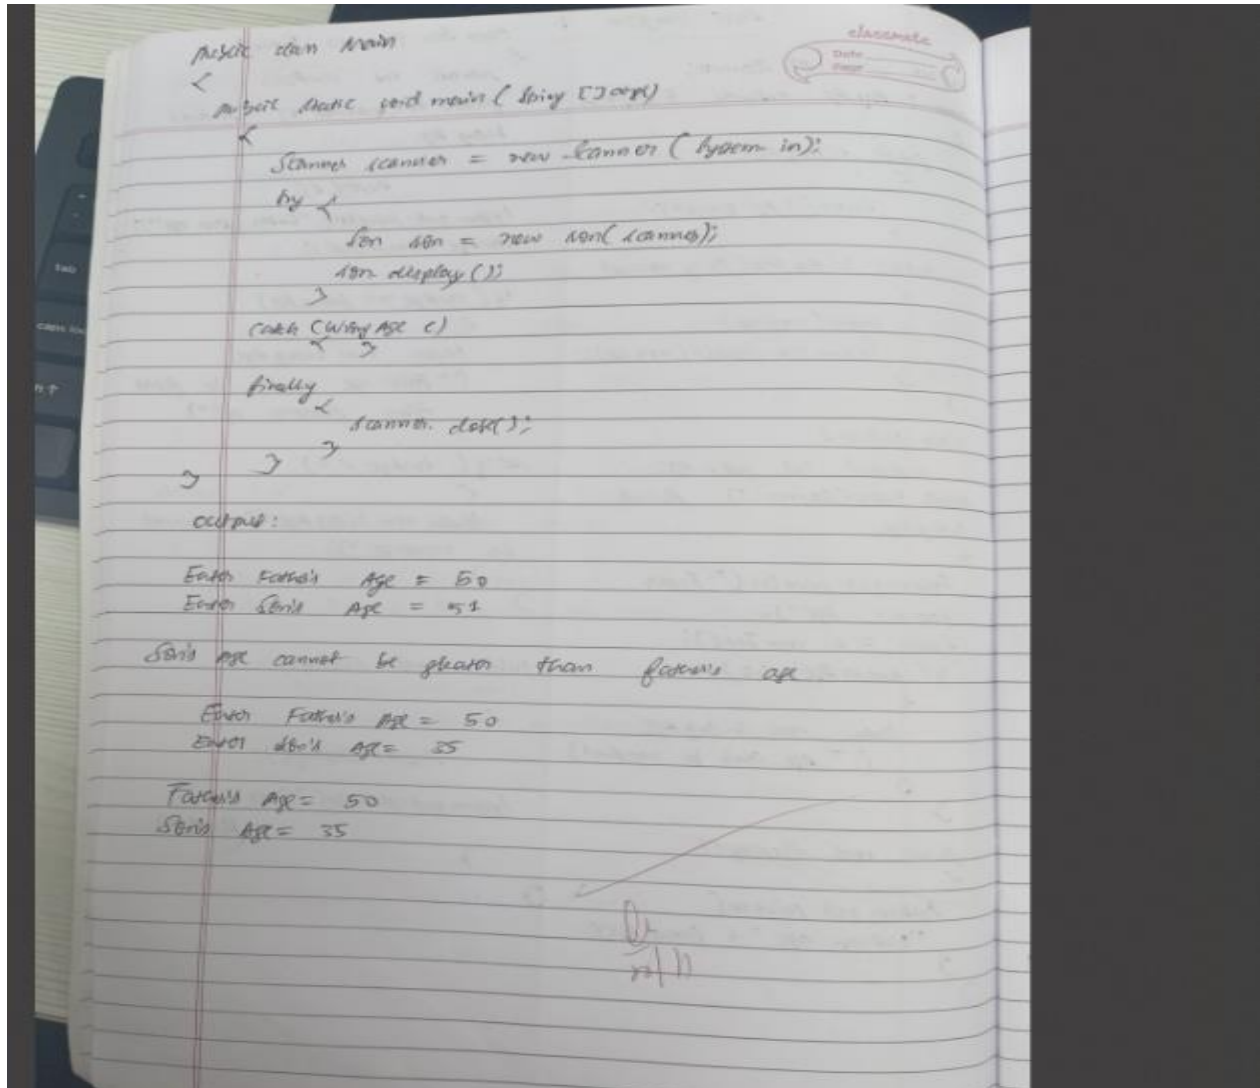 classmate
Date
Page
public class Main
{
public static void main( String []args)
{
Scanner scanner = new Scanner( System.in);
try {
Son son = new Son( scanner);
son.display();
}
catch (WrongAge e)
{ }
finally
{
scanner.close();
}
}
}
output:
Enter Father's Age = 50
Enter Son's Age = 51
Son's Age cannot be greater than father's age
Enter Father's Age = 50
Enter Son's Age = 35
Father's Age = 50
Son's Age = 35